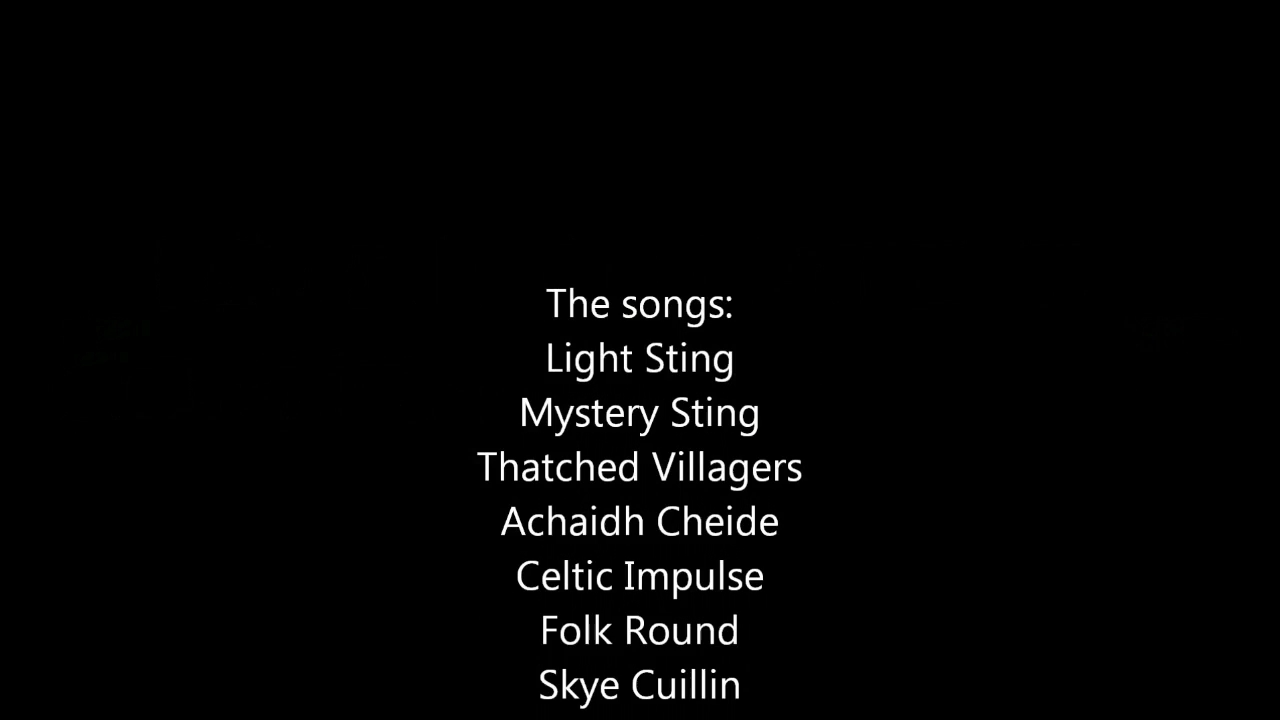 The songs:
Light Sting
Mystery Sting
Thatched Villagers
Achaidh Cheide
Celtic Impulse
Folk Round
Skye Cuillin